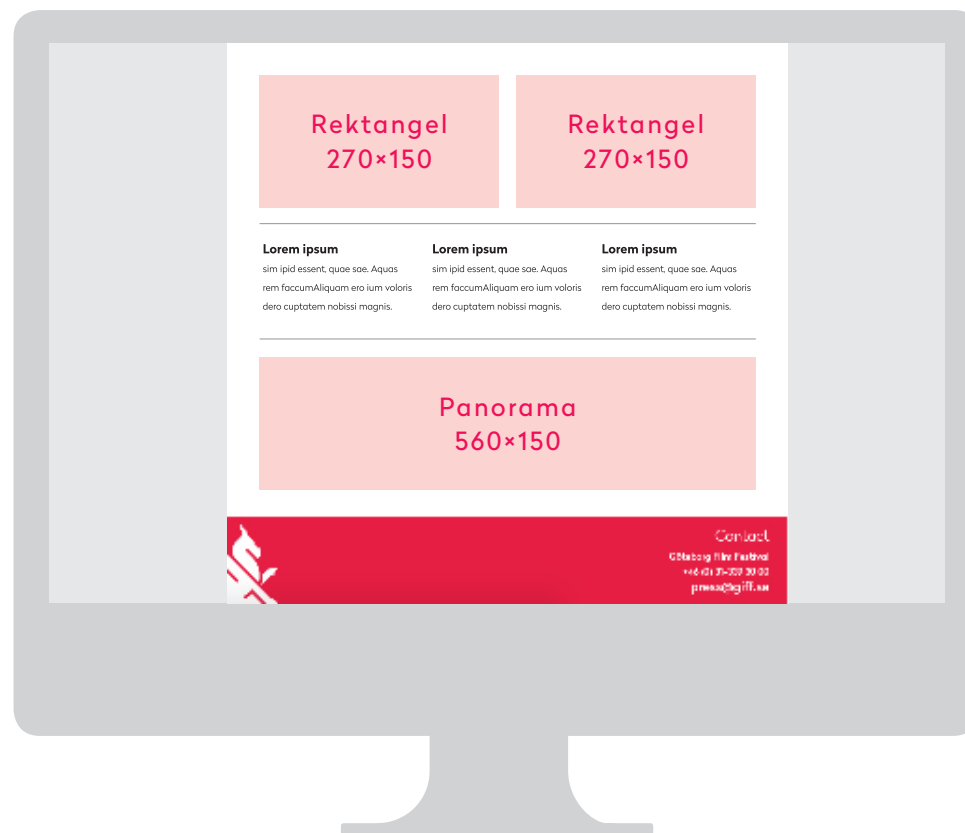 Rektangel
270×150
Rektangel
270×150
Lorem ipsum
sim ipid essent, quae sae. Aquas
rem faccumAliquam ero ium voloris
dero cuptatem nobissi magnis.
Lorem ipsum
sim ipid essent, quae sae. Aquas
rem faccumAliquam ero ium voloris
dero cuptatem nobissi magnis.
Lorem ipsum
sim ipid essent, quae sae. Aquas
rem faccumAliquam ero ium voloris
dero cuptatem nobissi magnis.
Panorama
560×150
Contact
Göteborg Film Festival
press@giff.se